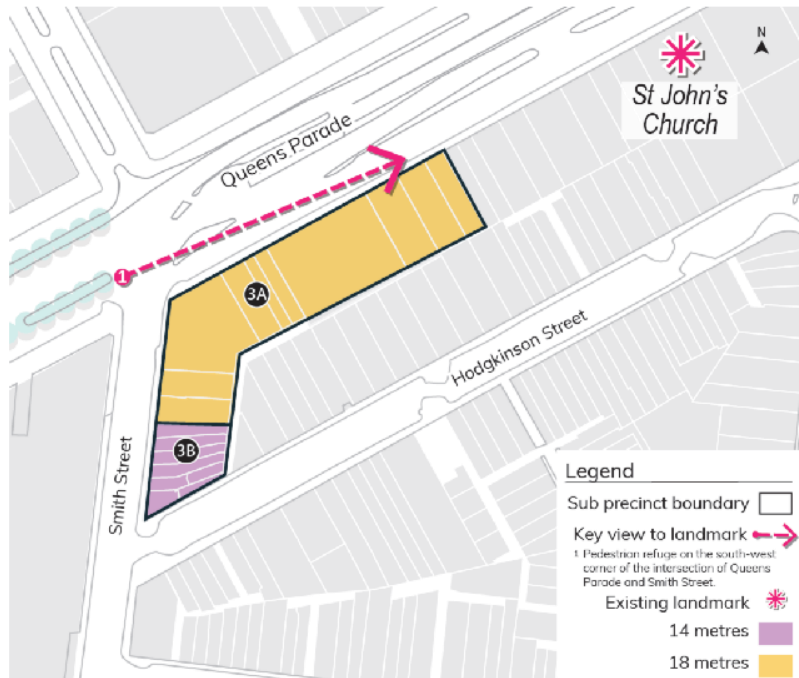 N
St John's
Church
Queens Parade
1
3A
Hodgkinson Street
3B
Smith Street
Legend
Sub precinct boundary
Key view to landmark
1 Pedestrian refuge on the south-west
corner of the intersection of Queens
Parade and Smith Street.
Existing landmark
14 metres
18 metres